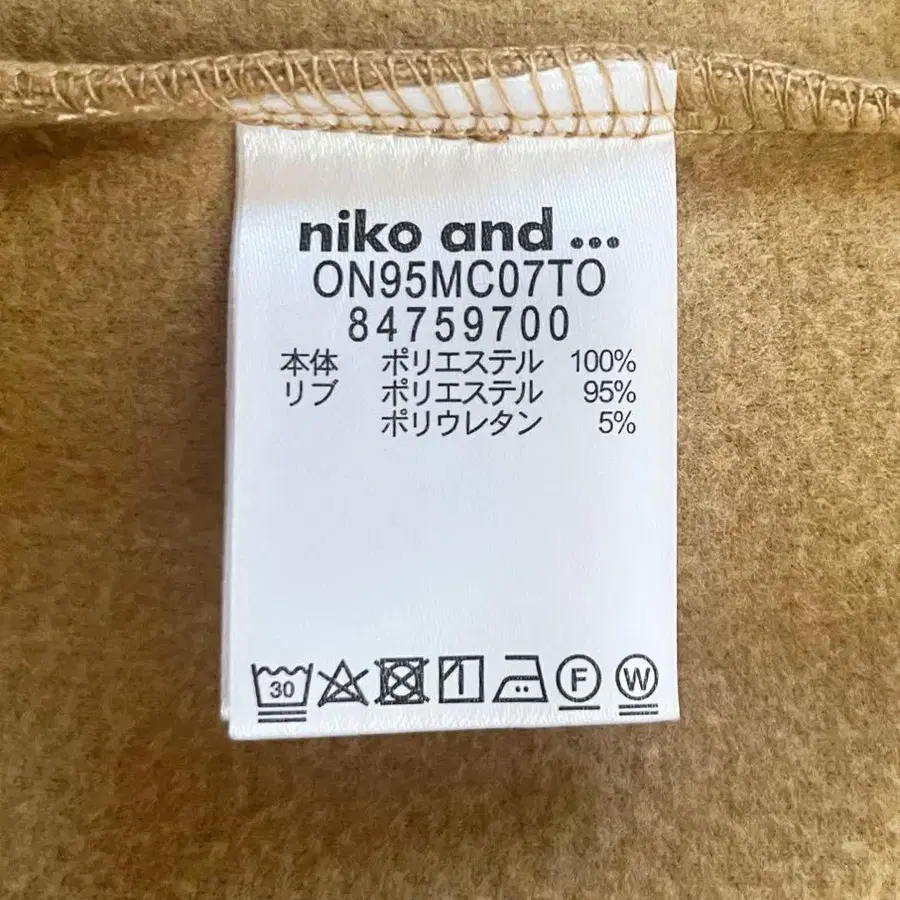 niko and ...
ON95MC07TO
84759700
本体 ポリエステル 100%
リブ ポリエステル 95%
ポリウレタン 5%
30 F W